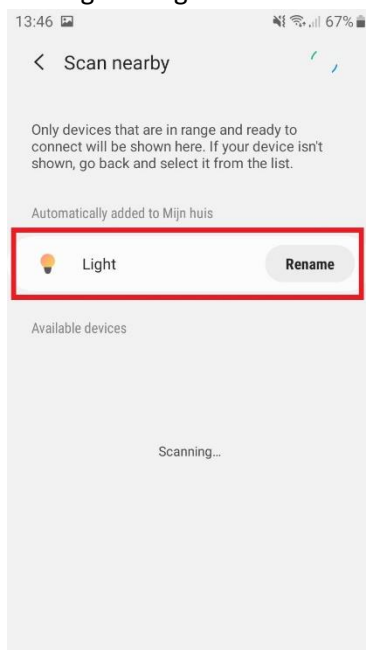 13:46 67%
Scan nearby
Only devices that are in range and ready to
connect will be shown here. If your device isn't
shown, go back and select it from the list.
Automatically added to Mijn huis
Light Rename
Available devices
Scanning...